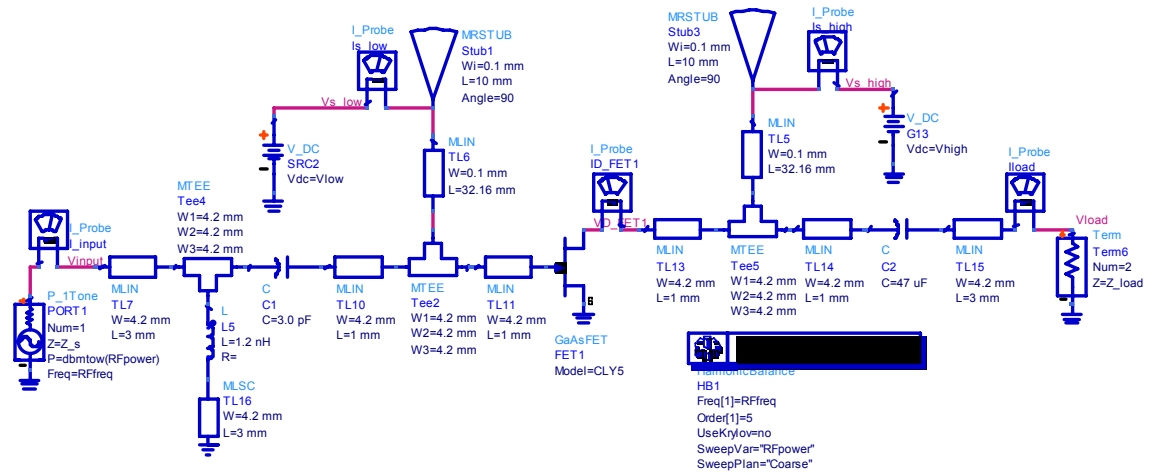 I_Probe
Is_low
MRSTUB
Stub1
Wi=0.1 mm
L=10 mm
Angle=90
Vs_low
V_DC
SRC2
Vdc=Vlow
MLIN
TL6
W=0.1 mm
L=32.16 mm
MTEE
Tee4
W1=4.2 mm
W2=4.2 mm
W3=4.2 mm
I_Probe
I_input
Vinput
P_1Tone
PORT1
Num=1
Z=Z_s
P=dbmtow(RFpower)
Freq=RFfreq
MLIN
TL7
W=4.2 mm
L=3 mm
L
L5
L=1.2 nH
R=
MLSC
TL16
W=4.2 mm
L=3 mm
C
C1
C=3.0 pF
MLIN
TL10
W=4.2 mm
L=1 mm
MTEE
Tee2
W1=4.2 mm
W2=4.2 mm
W3=4.2 mm
MLIN
TL11
W=4.2 mm
L=1 mm
GaAsFET
FET1
Model=CLY5
I_Probe
ID_FET1
VD_FET1
MRSTUB
Stub3
Wi=0.1 mm
L=10 mm
Angle=90
I_Probe
Is_high
Vs_high
V_DC
G13
Vdc=Vhigh
MLIN
TL5
W=0.1 mm
L=32.16 mm
MLIN
TL13
W=4.2 mm
L=1 mm
MTEE
Tee5
W1=4.2 mm
W2=4.2 mm
W3=4.2 mm
MLIN
TL14
W=4.2 mm
L=1 mm
C
C2
C=47 uF
MLIN
TL15
W=4.2 mm
L=3 mm
I_Probe
Iload
Vload
Term
Term6
Num=2
Z=Z_load
HarmonicBalance
HB1
Freq[1]=RFfreq
Order[1]=5
UseKrylov=no
SweepVar="RFpower"
SweepPlan="Coarse"